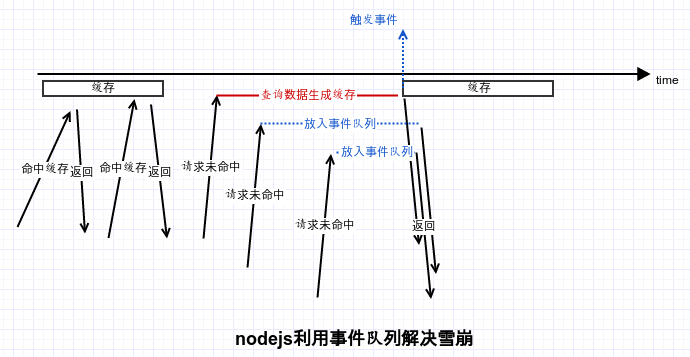 触发事件
time
缓存
缓存
查询数据生成缓存
放入事件队列
放入事件队列
命中缓存
返回
命中缓存
返回
请求未命中
请求未命中
请求未命中
返回
nodejs利用事件队列解决雪崩